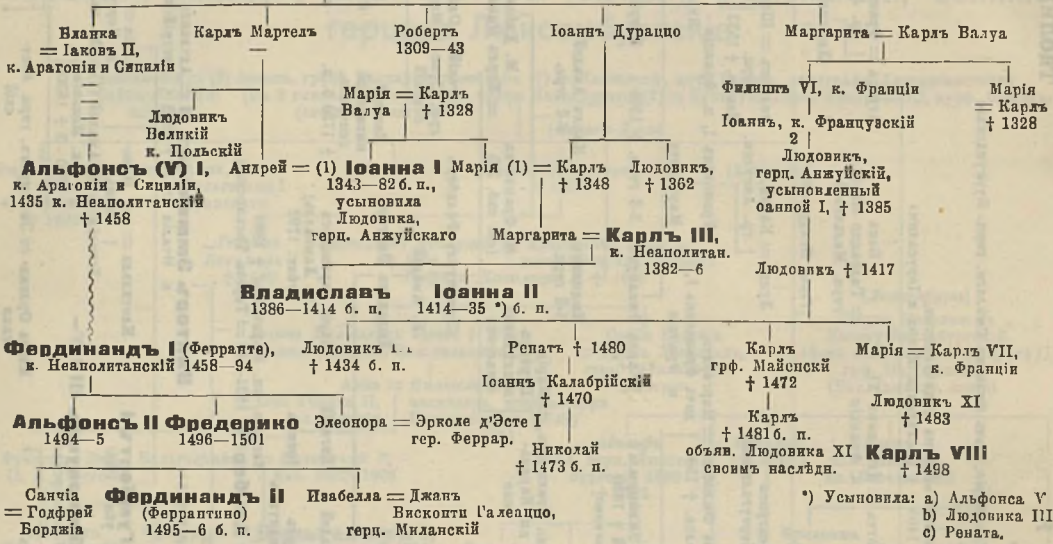 Бланка
= Іаковъ II,
к. Арагоніи и Сициліи
Карлъ Мартелъ
Робертъ
1309—43
Іоаннъ Дураццо
Маргарита = Карлъ Валуа
Людовикъ
Великій
к. Польскій
Марія = Карлъ
Валуа † 1328
Филиппъ VI, к. Франціи
Марія
= Карлъ
† 1328
Іоаннъ, к. Французскій
2
Людовикъ,
герц. Анжуйскій,
усыновленный
оанной I, † 1385
Альфонсъ (V) I,
к. Арагоніи и Сициліи,
1435 к. Неаполитанскій
† 1458
Андрей = (1) Іоанна I
1343—82 б. п.,
усыновила
Людовика,
герц. Анжуйскаго
Марія (1) = Карлъ
† 1348
Людовикъ,
† 1362
Маргарита = Карлъ III,
к. Неаполитан.
1382—6
Людовикъ † 1417
Владиславъ
1386—1414 б. п.
Іоанна II
1414—35 *) б. п.
Фердинандъ I (Ферранте),
к. Неаполитанскій 1458—94
Людовикъ
† 1434 б. п.
Ренатъ † 1480
Іоаннъ Калабрійскій
† 1470
Николай
† 1473 б. п.
Карлъ
грф. Майенскій
† 1472
Карлъ
† 1481 б. п.
объяв. Людовика XI
своимъ наслѣдн.
Марія = Карлъ VII,
к. Франціи
Людовикъ XI
† 1483
Карлъ VIII
† 1498
Альфонсъ II
1494—5
Фредерико
1496—1501
Элеонора = Эрколе д'Эсте I
гер. Феррар.
Санчіа
= Годфрей
Борджіа
Фердинандъ II
(Феррантино)
1495—6 б. п.
Изабелла = Джанъ
Висконти Галеаццо,
герц. Миланскій
*) Усыновила: a) Альфонса V
b) Людовика III
c) Рената.